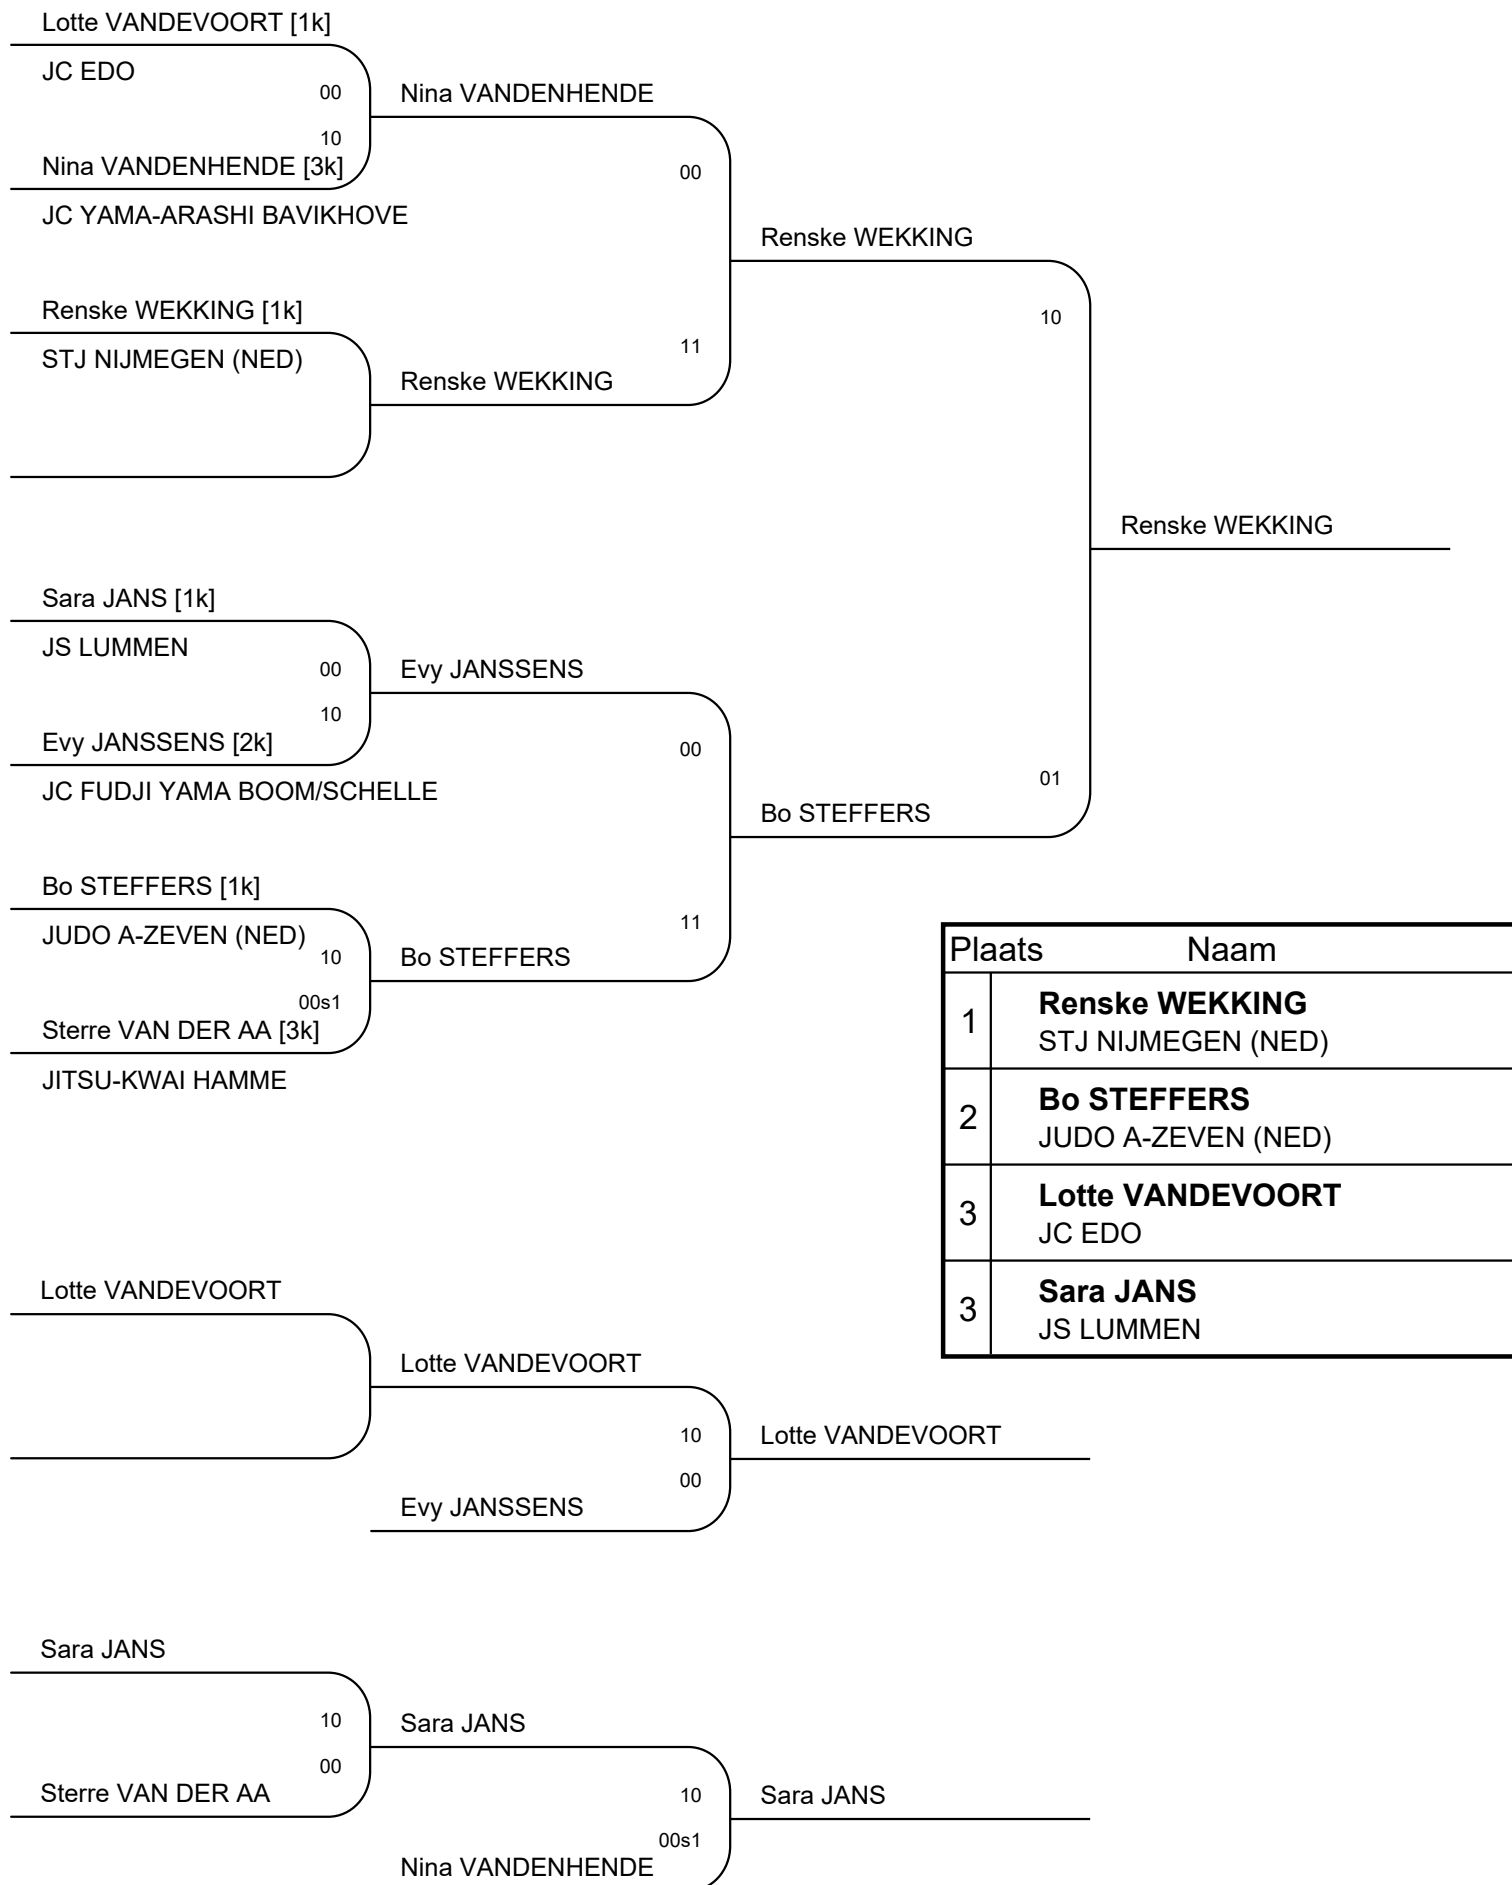 Lotte VANDEVOORT [1k]
JC EDO
00
Nina VANDENHENDE
10
Nina VANDENHENDE [3k]
00
JC YAMA-ARASHI BAVIKHOVE
Renske WEKKING
Renske WEKKING [1k]
10
STJ NIJMEGEN (NED)
11
Renske WEKKING
Renske WEKKING
Sara JANS [1k]
JS LUMMEN
00
Evy JANSSENS
10
Evy JANSSENS [2k]
00
JC FUDJI YAMA BOOM/SCHELLE
01
Bo STEFFERS
Bo STEFFERS [1k]
JUDO A-ZEVEN (NED)
11
10
Bo STEFFERS
00s1
Sterre VAN DER AA [3k]
JITSU-KWAI HAMME
Plaats Naam
1 Renske WEKKING
STJ NIJMEGEN (NED)
2 Bo STEFFERS
JUDO A-ZEVEN (NED)
3 Lotte VANDEVOORT
JC EDO
3 Sara JANS
JS LUMMEN
Lotte VANDEVOORT
Lotte VANDEVOORT
10
Lotte VANDEVOORT
00
Evy JANSSENS
Sara JANS
10
Sara JANS
00
Sterre VAN DER AA
10
Sara JANS
00s1
Nina VANDENHENDE